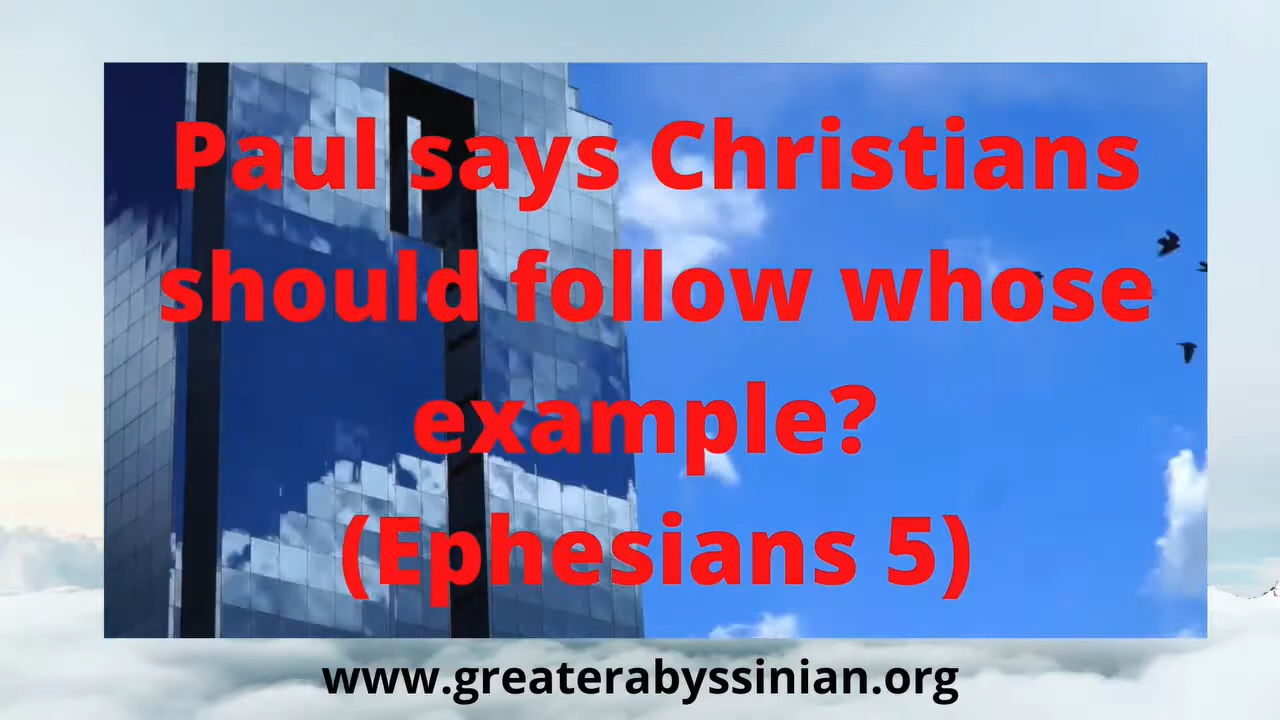 Paul says Christians
should follow whose
example?
(Ephesians 5)
www.greaterabyssinian.org